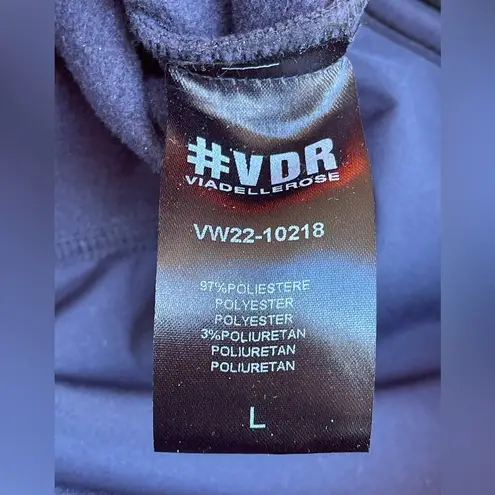 #VDR
VIADELLEROSE
VW22-10218
97%POLIESTERE
POLYESTER
POLYESTER
3%POLIURETAN
POLIURETAN
POLIURETAN
L